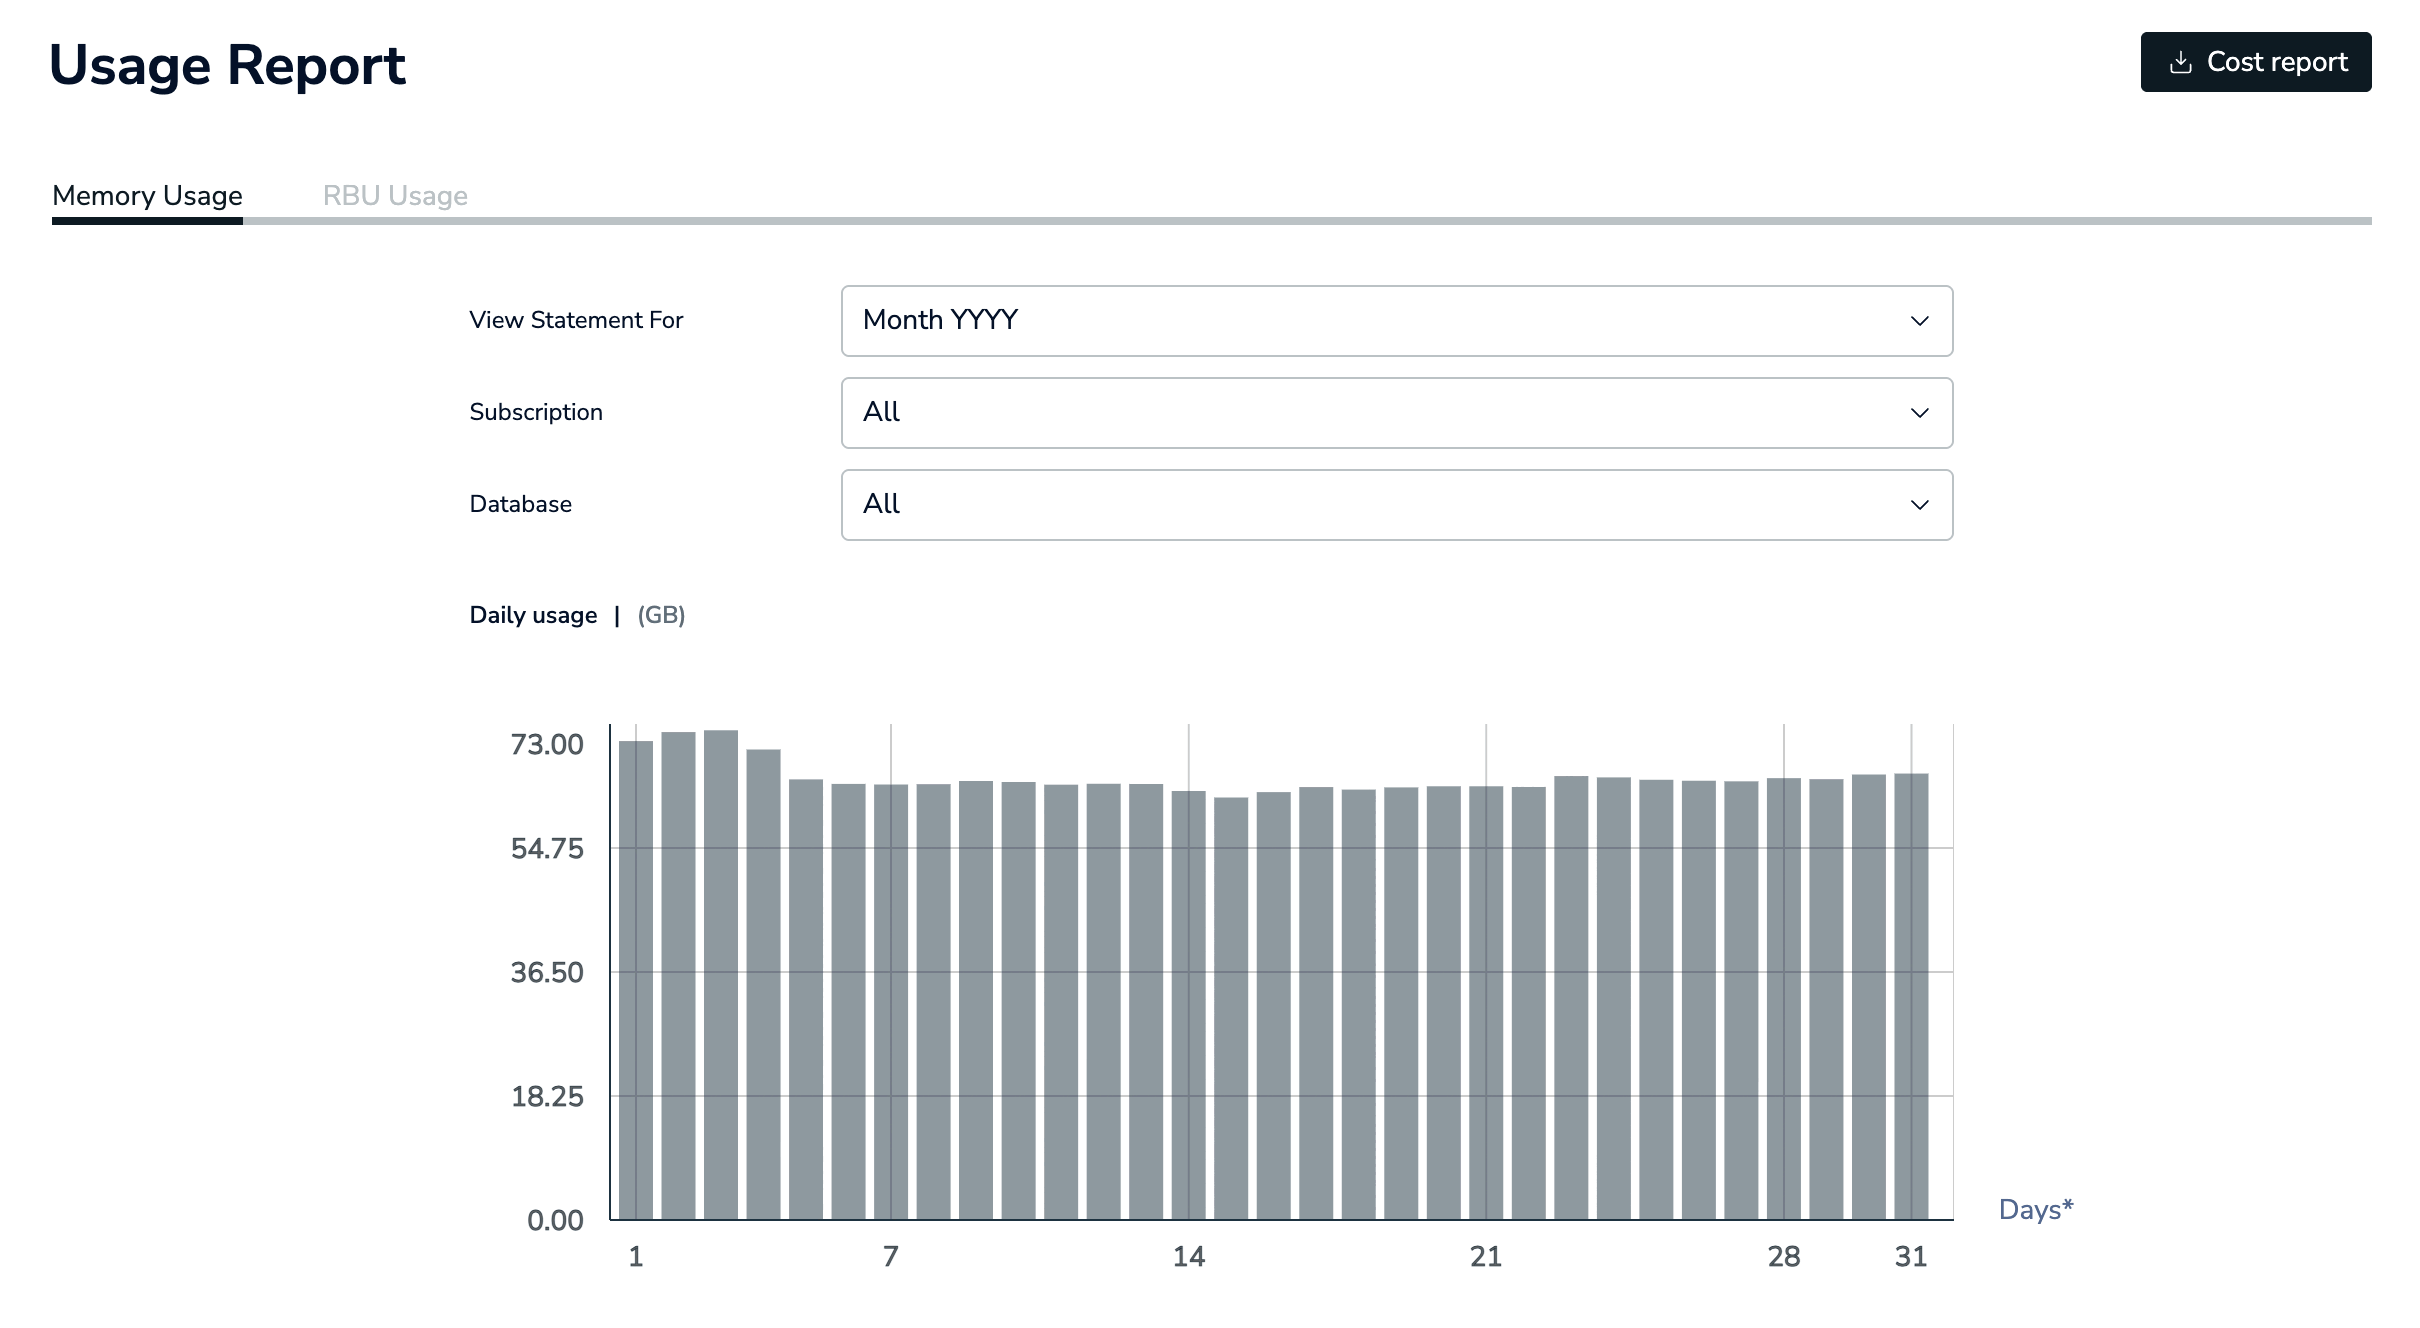 Usage Report
Cost report
Memory Usage
RBU Usage
View Statement For
Month YYYY
Subscription
All
Database
All
Daily usage | (GB)
73.00
54.75
36.50
18.25
0.00
Days*
1 7 14 21 28 31